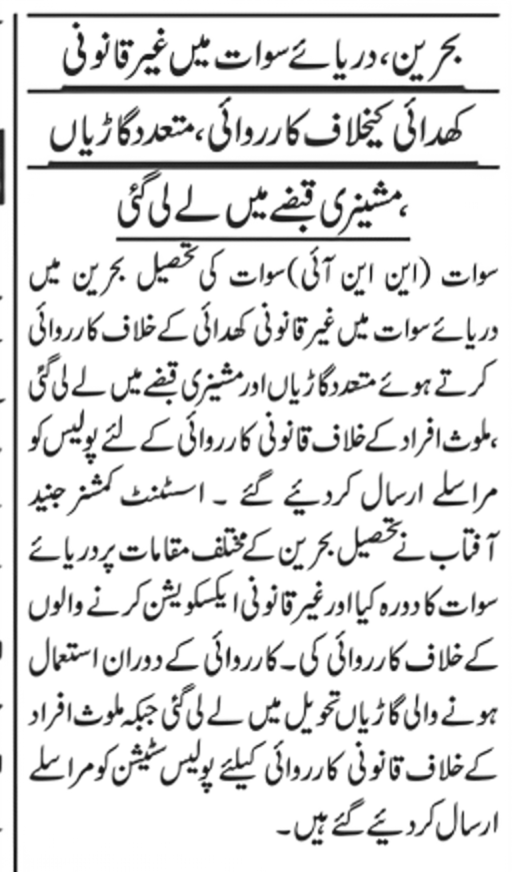 بحرین، دریائے سوات میں غیر قانونی
کھدائی کیخلاف کارروائی، متعدد گاڑیاں
، مشینری قبضے میں لے لی گئی
سوات (این این آئی) سوات کی تحصیل بحرین میں
دریائے سوات میں غیر قانونی کھدائی کے خلاف کارروائی
کرتے ہوئے متعدد گاڑیاں اور مشینری قبضے میں لے لی گئی
، ملوث افراد کے خلاف قانونی کارروائی کے لئے پولیس کو
مراسلے ارسال کر دیئے گئے ۔ اسسٹنٹ کمشنر جنید
آفتاب نے تحصیل بحرین کے مختلف مقامات پر دریائے
سوات کا دورہ کیا اور غیر قانونی ایکسکویشن کرنے والوں
کے خلاف کارروائی کی۔ کارروائی کے دوران استعمال
ہونے والی گاڑیاں تحویل میں لے لی گئی جبکہ ملوث افراد
کے خلاف قانونی کارروائی کیلئے پولیس سٹیشن کو مراسلے
ارسال کر دیئے گئے ہیں۔